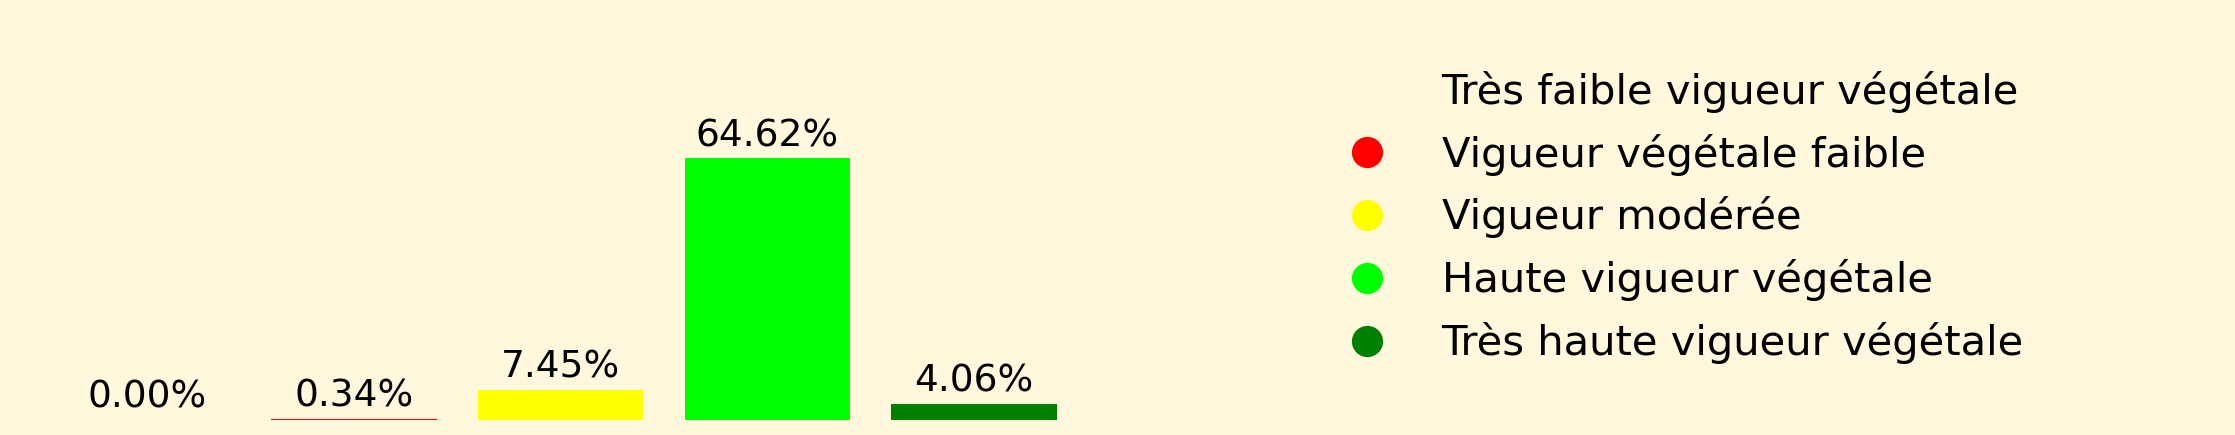 0.00%
0.34%
7.45%
64.62%
4.06%
Très faible vigueur végétale
Vigueur végétale faible
Vigueur modérée
Haute vigueur végétale
Très haute vigueur végétale